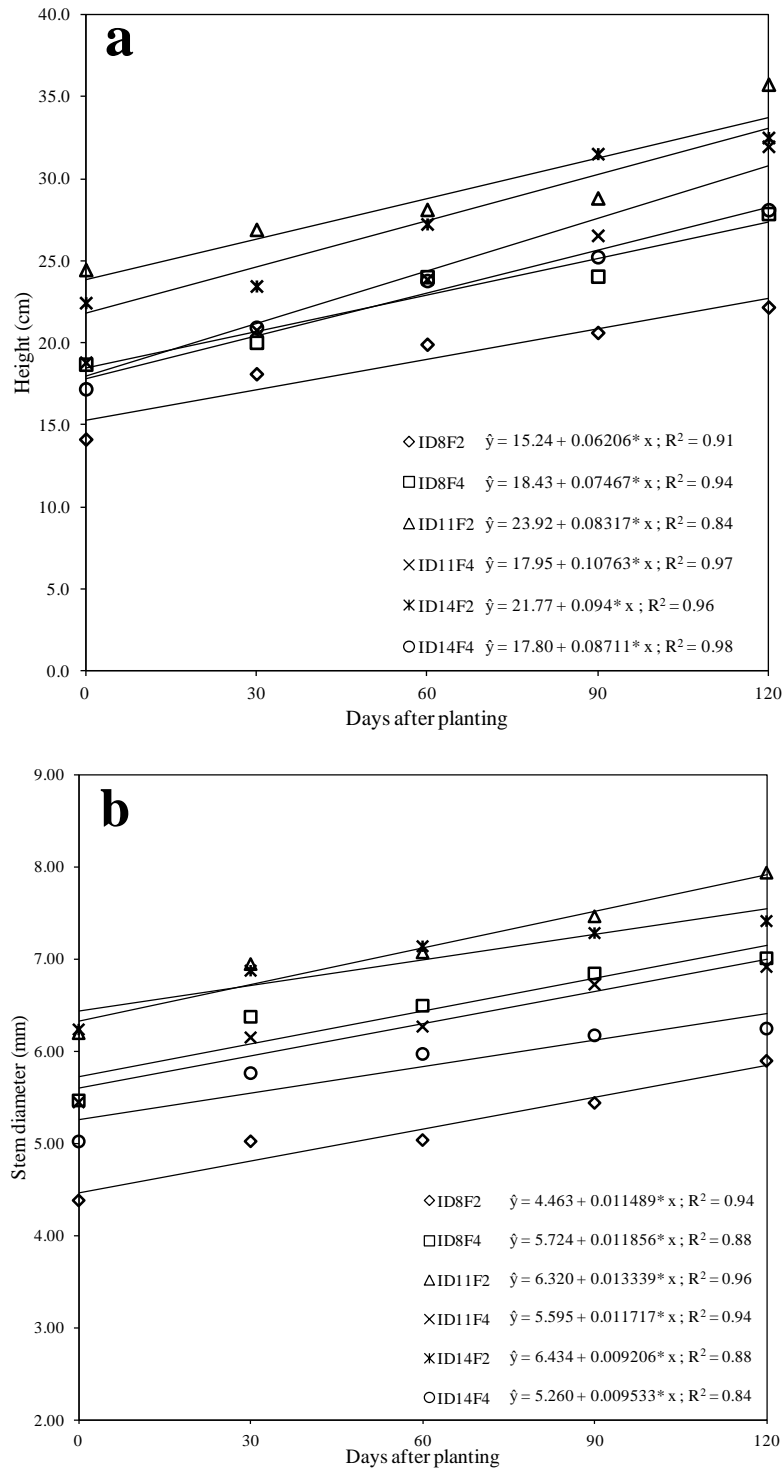 a
40.0
35.0
30.0
25.0
20.0
15.0
10.0
5.0
0.0
Height (cm)
ID8F2 ŷ = 15.24 + 0.06206* x ; R² = 0.91
ID8F4 ŷ = 18.43 + 0.07467* x ; R² = 0.94
ID11F2 ŷ = 23.92 + 0.08317* x ; R² = 0.84
ID11F4 ŷ = 17.95 + 0.10763* x ; R² = 0.97
ID14F2 ŷ = 21.77 + 0.094* x ; R² = 0.96
ID14F4 ŷ = 17.80 + 0.08711* x ; R² = 0.98
0 30 60 90 120
Days after planting
b
9.00
8.00
7.00
6.00
5.00
4.00
3.00
2.00
Stem diameter (mm)
ID8F2 ŷ = 4.463 + 0.011489* x ; R² = 0.94
ID8F4 ŷ = 5.724 + 0.011856* x ; R² = 0.88
ID11F2 ŷ = 6.320 + 0.013339* x ; R² = 0.96
ID11F4 ŷ = 5.595 + 0.011717* x ; R² = 0.94
ID14F2 ŷ = 6.434 + 0.009206* x ; R² = 0.88
ID14F4 ŷ = 5.260 + 0.009533* x ; R² = 0.84
0 30 60 90 120
Days after planting